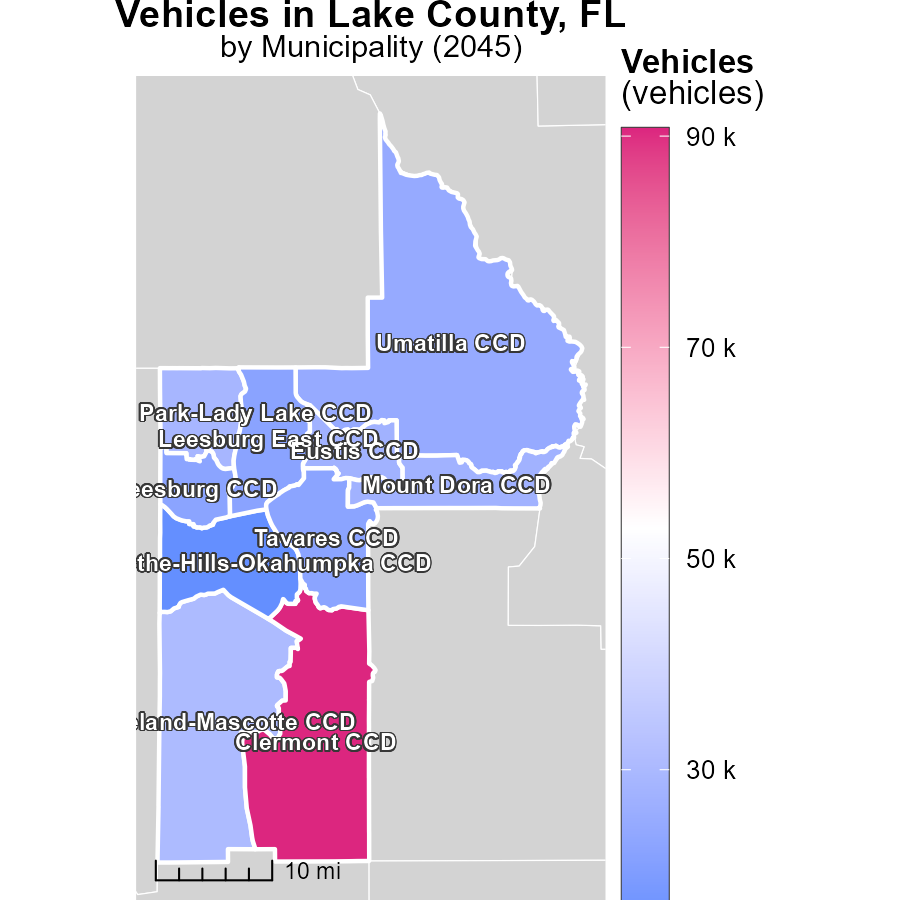 Vehicles in Lake County, FL
by Municipality (2045)
Vehicles
(vehicles)
90 k
70 k
50 k
30 k
Umatilla CCD
Park-Lady Lake CCD
Leesburg East CCD
Eustis CCD
eesburg CCD
Mount Dora CCD
Tavares CCD
the-Hills-Okahumpka CCD
eland-Mascotte CCD
Clermont CCD
10 mi